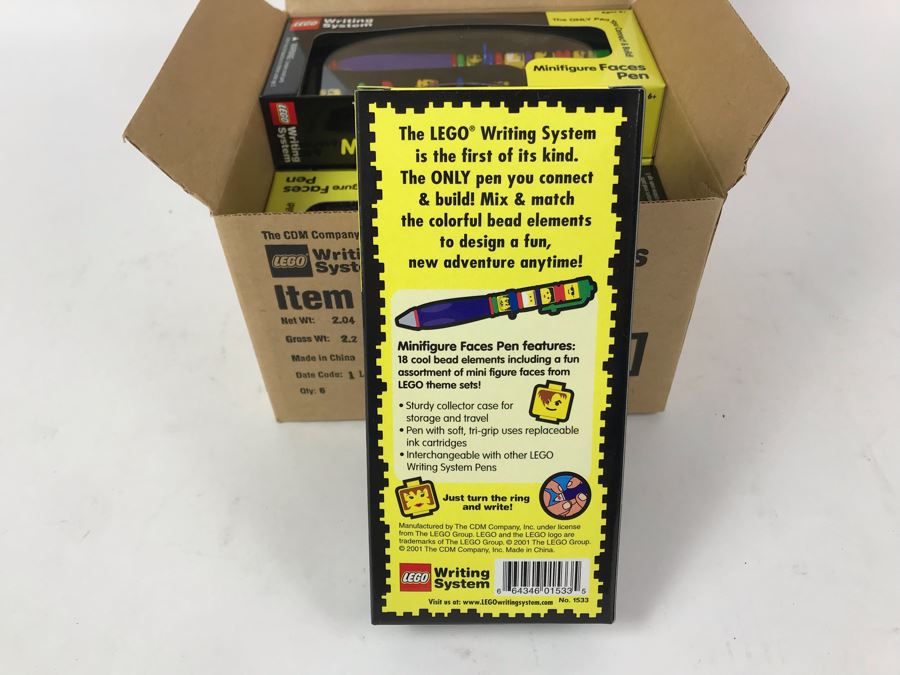 LEGO Writing System
The ONLY Pen You Connect & Build
Minifigure Faces
Pen
6+
LEGO Writing System
Minifigure Faces
Pen
The CDM Company
LEGO
Item
Net Wt: 2.04
Gross Wt: 2.2
Made in China
Date Code: 1
Qty: 6
The LEGO® Writing System
is the first of its kind.
The ONLY pen you connect
& build! Mix & match
the colorful bead elements
to design a fun,
new adventure anytime!
Minifigure Faces Pen features:
18 cool bead elements including a fun
assortment of mini figure faces from
LEGO theme sets!
• Sturdy collector case for
storage and travel
• Pen with soft, tri-grip uses replaceable
ink cartridges
• Interchangeable with other LEGO
Writing System Pens
Just turn the ring
and write!
Manufactured by The CDM Company, Inc. under license
from The LEGO Group. LEGO and the LEGO logo are
trademarks of The LEGO Group. © 2001 The LEGO Group.
© 2001 The CDM Company, Inc. Made in China.
LEGO Writing
System
6 64346 01533 5
Visit us at: www.LEGOwritingsystem.com No. 1533